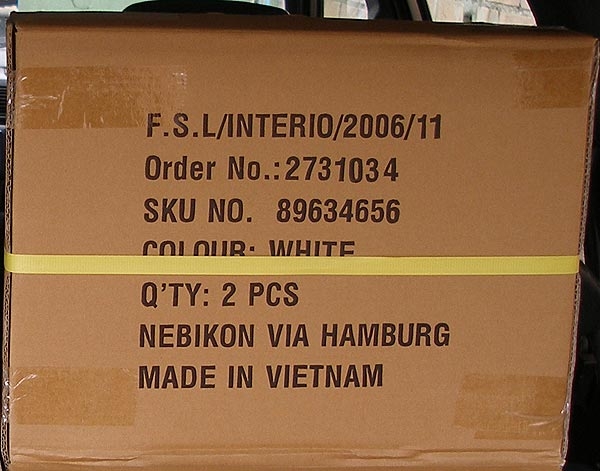 F.S.L/INTERIO/2006/11
Order No.:2731034
SKU NO. 89634656
COLOUR: WHITE
Q'TY: 2 PCS
NEBIKON VIA HAMBURG
MADE IN VIETNAM